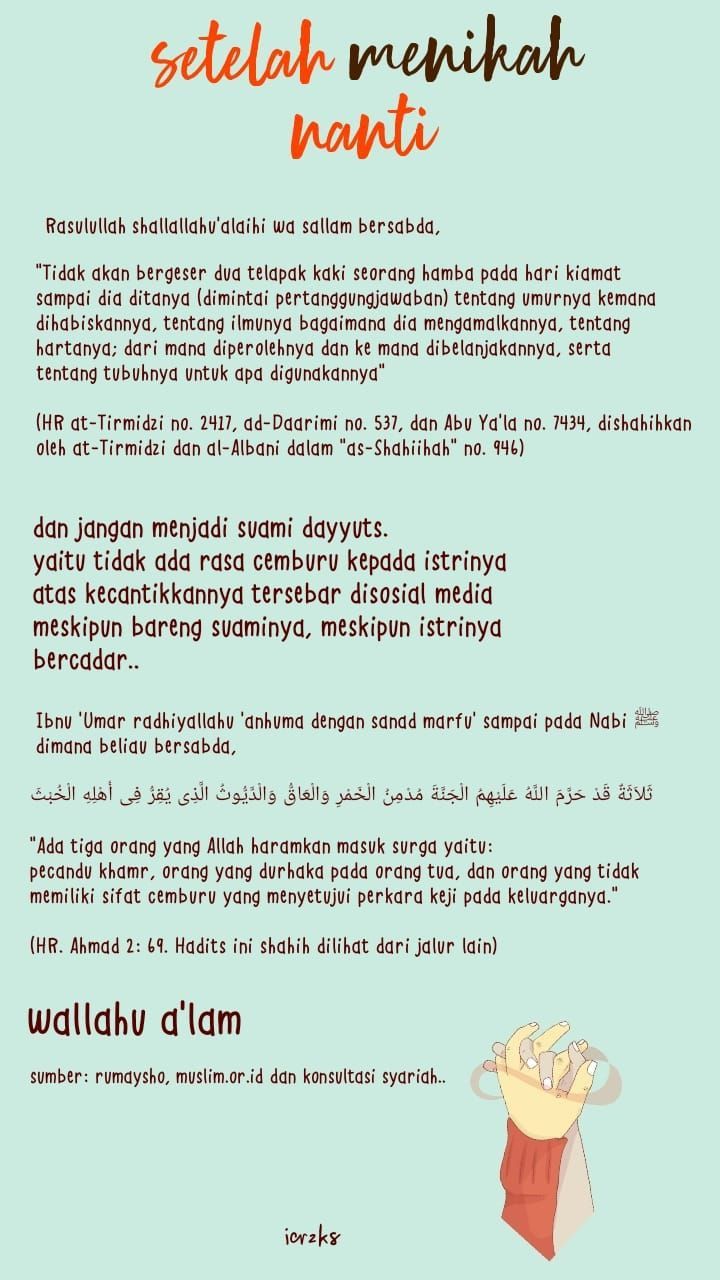 setelah menikah
nanti
Rasulullah shallallahu'alaihi wa sallam bersabda,
"Tidak akan bergeser dua telapak kaki seorang hamba pada hari kiamat
sampai dia ditanya (dimintai pertanggungjawaban) tentang umurnya kemana
dihabiskannya, tentang ilmunya bagaimana dia mengamalkannya, tentang
hartanya; dari mana diperolehnya dan ke mana dibelanjakannya, serta
tentang tubuhnya untuk apa digunakannya"
(HR at-Tirmidzi no. 2417, ad-Daarimi no. 537, dan Abu Ya'la no. 7434, dishahihkan
oleh at-Tirmidzi dan al-Albani dalam "as-Shahiihah" no. 946)
dan jangan menjadi suami dayyuts.
yaitu tidak ada rasa cemburu kepada istrinya
atas kecantikkannya tersebar disosial media
meskipun bareng suaminya, meskipun istrinya
bercadar..
Ibnu 'Umar radhiyallahu 'anhuma dengan sanad marfu' sampai pada Nabi ﷺ
dimana beliau bersabda,
ثَلاَثَةٌ قَدْ حَرَّمَ اللَّهُ عَلَيْهِمُ الْجَنَّةَ مُدْمِنُ الْخَمْرِ وَالْعَاقُّ وَالْدَّيُّوثُ الَّذِى يُقِرُّ فِى أَهْلِهِ الْخُبْثَ
"Ada tiga orang yang Allah haramkan masuk surga yaitu:
pecandu khamr, orang yang durhaka pada orang tua, dan orang yang tidak
memiliki sifat cemburu yang menyetujui perkara keji pada keluarganya."
(HR. Ahmad 2: 69. Hadits ini shahih dilihat dari jalur lain)
wallahu a'lam
sumber: rumaysho, muslim.or.id dan konsultasi syariah..
icrzks